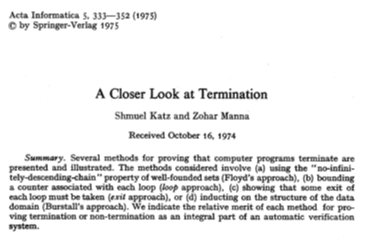 Acta Informatica 5, 333—352 (1975)
© by Springer-Verlag 1975
A Closer Look at Termination
Shmuel Katz and Zohar Manna
Received October 16, 1974
Summary. Several methods for proving that computer programs terminate are
presented and illustrated. The methods considered involve (a) using the "no-infini-
tely-descending-chain" property of well-founded sets (Floyd's approach), (b) bounding
a counter associated with each loop (loop approach), (c) showing that some exit of
each loop must be taken (exit approach), or (d) inducting on the structure of the data
domain (Burstall's approach). We indicate the relative merit of each method for pro-
ving termination or non-termination as an integral part of an automatic verification
system.